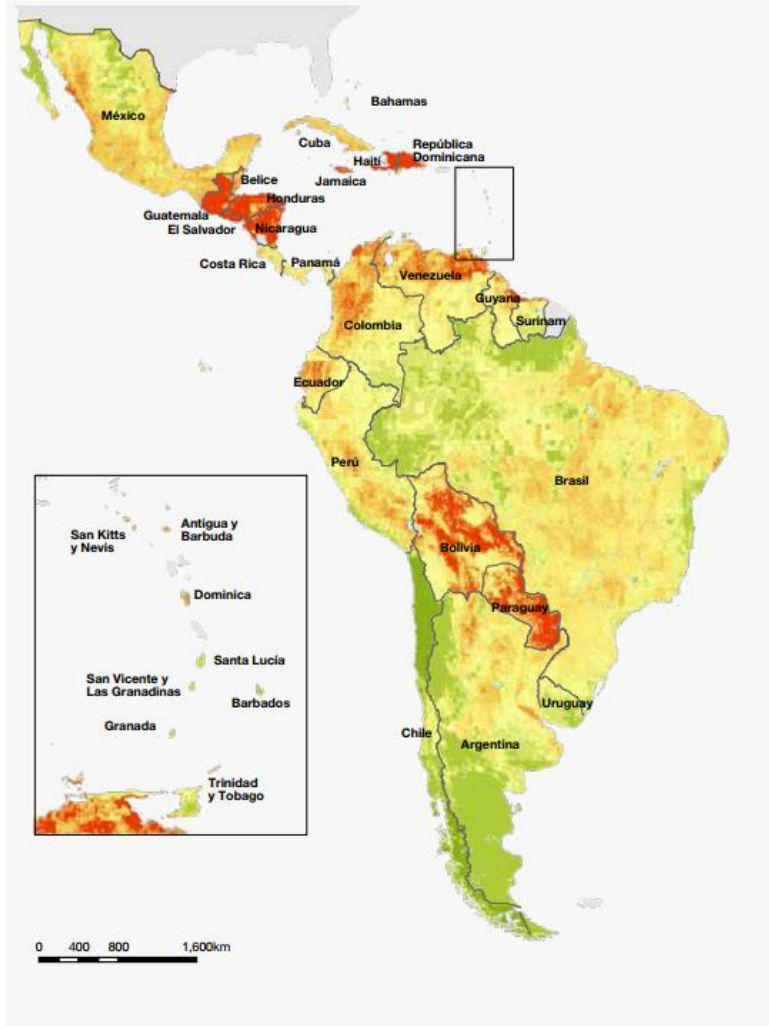 Bahamas
México
Cuba
República
Dominicana
Haití
Belice
Jamaica
Honduras
Guatemala
El Salvador
Nicaragua
Costa Rica
Panamá
Venezuela
Guyana
Surinam
Colombia
Ecuador
Perú
Brasil
San Kitts
y Nevis
Antigua y
Barbuda
Bolivia
Dominica
Paraguay
Santa Lucía
San Vicente y
Las Granadinas
Barbados
Uruguay
Granada
Chile
Argentina
Trinidad
y Tobago
0 400 800 1,600km